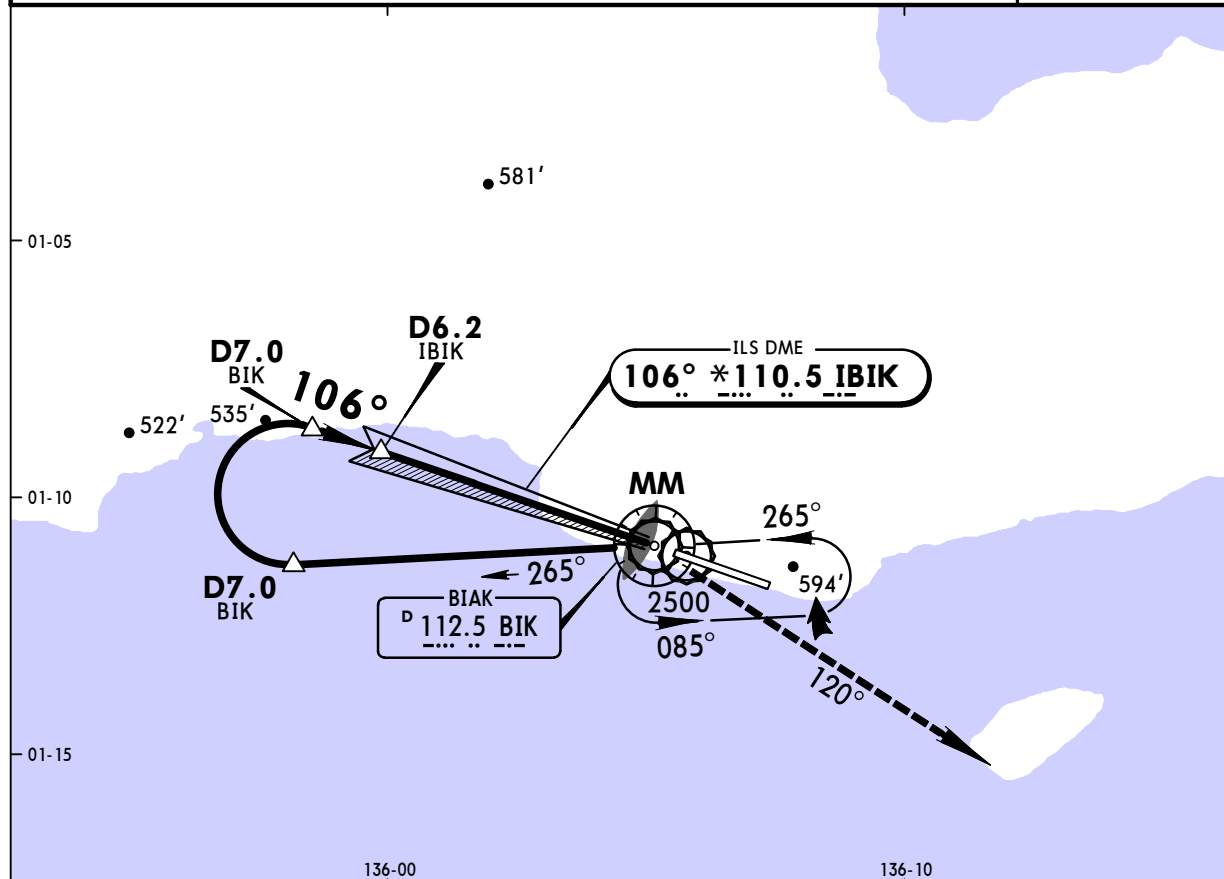 581'
01-05
D6.2
IBIK
D7.0
BIK
ILS DME
106° *110.5 IBIK
106°
535'
522'
MM
01-10
265°
265°
594'
D7.0
BIK
BIAK
D 112.5 BIK
2500
085°
120°
01-15
136-00
136-10